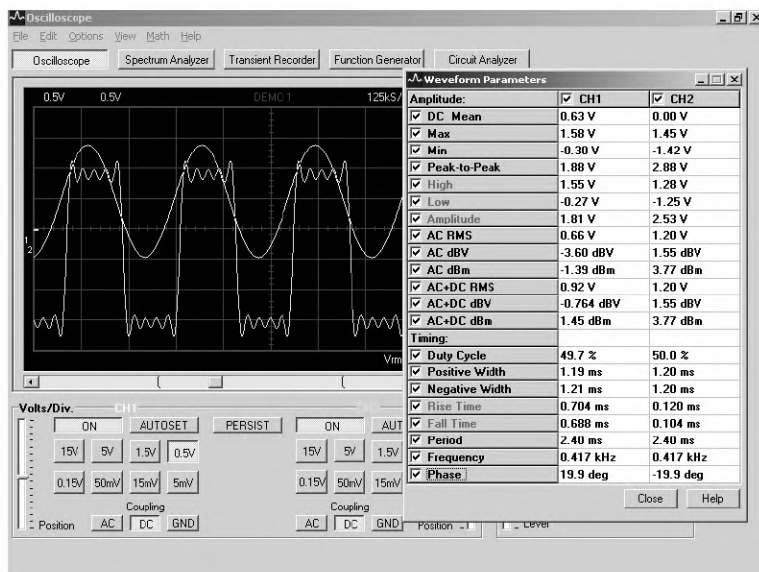 Oscilloscope
File Edit Options View Math Help
Oscilloscope Spectrum Analyzer Transient Recorder Function Generator Circuit Analyzer
0.5V 0.5V DEMO 1 125kS/
1
2
Vrm
Waveform Parameters
Amplitude: CH1 CH2
DC Mean 0.63 V 0.00 V
Max 1.58 V 1.45 V
Min -0.30 V -1.42 V
Peak-to-Peak 1.88 V 2.88 V
High 1.55 V 1.28 V
Low -0.27 V -1.25 V
Amplitude 1.81 V 2.53 V
AC RMS 0.66 V 1.20 V
AC dBV -3.60 dBV 1.55 dBV
AC dBm -1.39 dBm 3.77 dBm
AC+DC RMS 0.92 V 1.20 V
AC+DC dBV -0.764 dBV 1.55 dBV
AC+DC dBm 1.45 dBm 3.77 dBm
Timing:
Duty Cycle 49.7 % 50.0 %
Positive Width 1.19 ms 1.20 ms
Negative Width 1.21 ms 1.20 ms
Rise Time 0.704 ms 0.120 ms
Fall Time 0.688 ms 0.104 ms
Period 2.40 ms 2.40 ms
Frequency 0.417 kHz 0.417 kHz
Phase 19.9 deg -19.9 deg
Close Help
Volts/Div. CH1
ON AUTOSET PERSIST ON AUT
15V 5V 1.5V 0.5V 15V 5V 1.5V
0.15V 50mV 15mV 5mV 0.15V 50mV 15mV
Coupling Coupling
Position AC DC GND AC DC GND Position Level